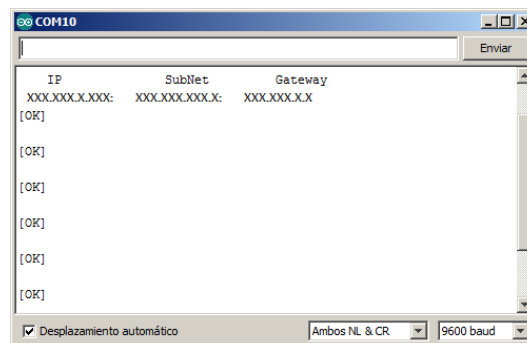 COM10
Enviar
IP SubNet Gateway
XXX.XXX.X.XXX: XXX.XXX.XXX.X: XXX.XXX.X.X
[OK]
[OK]
[OK]
[OK]
[OK]
[OK]
Desplazamiento automático Ambos NL & CR 9600 baud